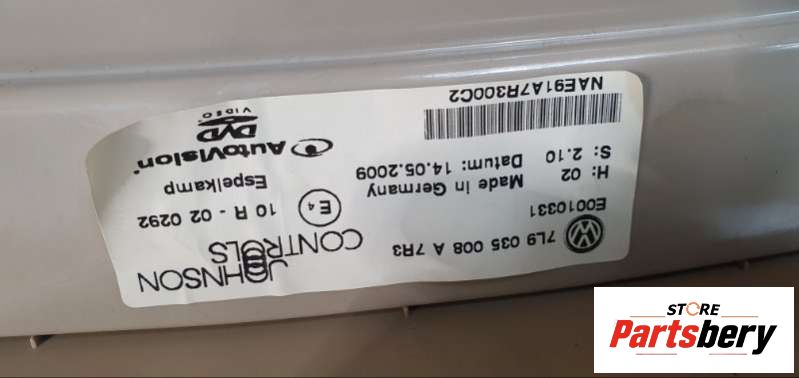 JOHNSON
CONTROLS
7L9 035 008 A 7R3
E0010331
E4
10 R - 02 0292
H: 02
Made in Germany
Espelkamp
S: 2.10
Datum: 14.05.2009
AutoVision
DVD
VIDEO
NAE91A7R300C2
STORE
Partsbery